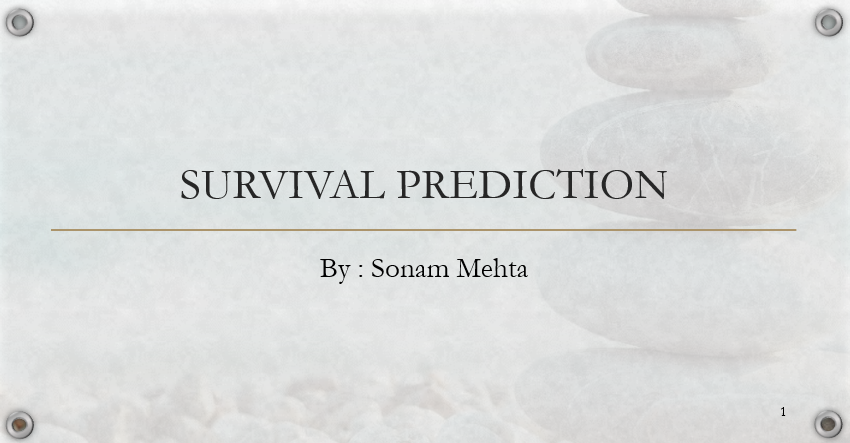 SURVIVAL PREDICTION
By : Sonam Mehta
1